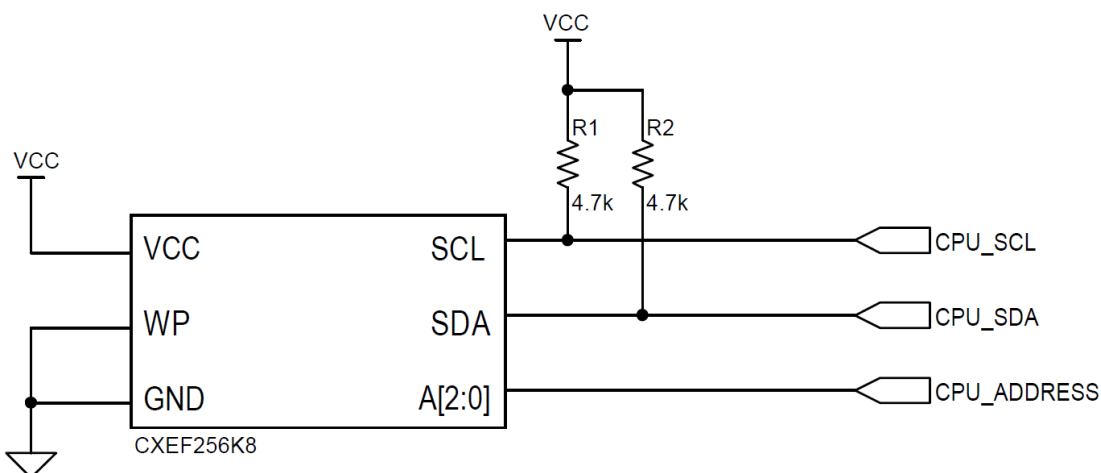 VCC
R1
R2
VCC
4.7k
4.7k
VCC
SCL
CPU_SCL
WP
SDA
CPU_SDA
GND
A[2:0]
CPU_ADDRESS
CXEF256K8